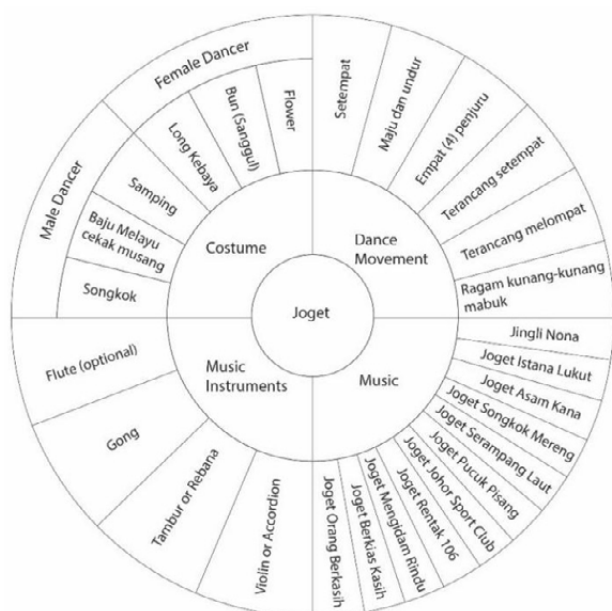 Joget
Costume
Female Dancer
Flower
Bun (Sanggul)
Long Kebaya
Male Dancer
Samping
Baju Melayu
cekak musang
Songkok
Dance
Movement
Setempat
Maju dan undur
Empat (4) penjuru
Terancang setempat
Terancang melompat
Ragam kunang-kunang
mabuk
Music
Jingli Nona
Joget Istana Lukut
Joget Asam Kana
Joget Songkok Mereng
Joget Serampang Laut
Joget Pucuk Pisang
Joget Johor Sport Club
Joget Rentak 106
Joget Mengidam Rindu
Joget Berkias Kasih
Joget Orang Berkasih
Music
Instruments
Violin or Accordion
Tambur or Rebana
Gong
Flute (optional)